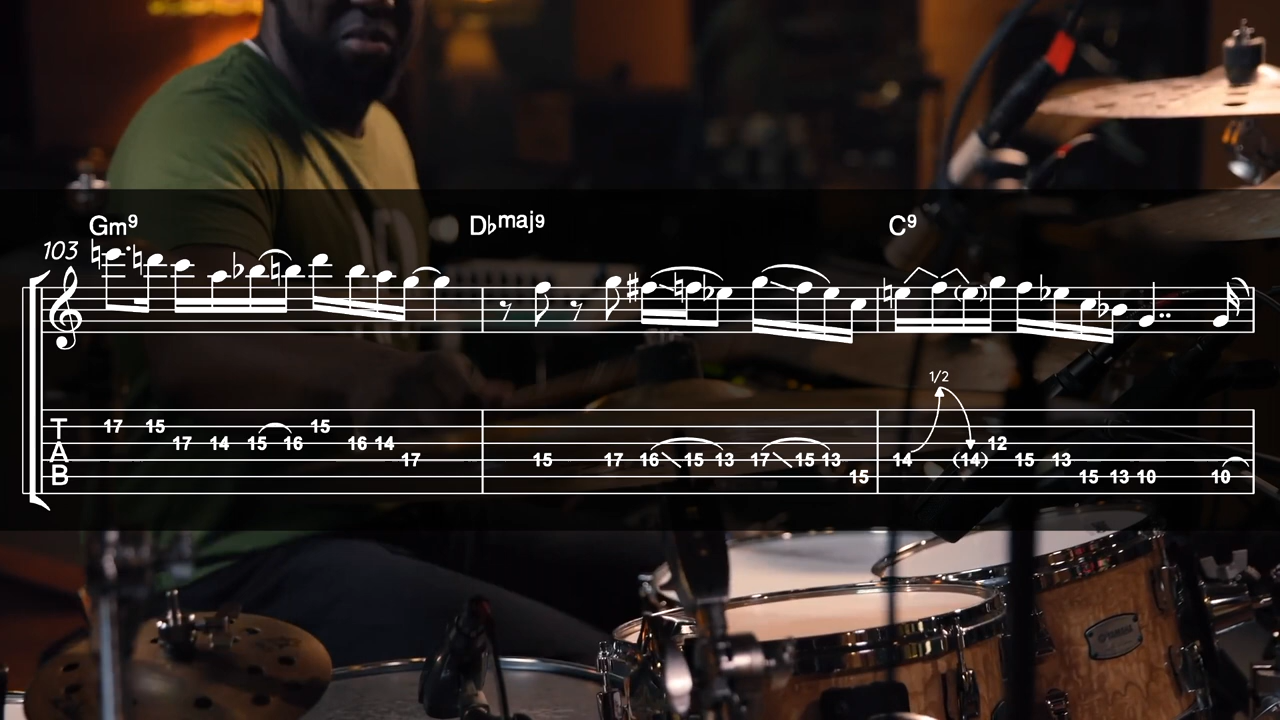 Gm9 D♭maj9 C9
103
1/2
T 17 15 15
A 17 14 15 16 16 14 12
B 17 15 17 16 15 13 17 15 13 14 (14) 15 13
15 15 13 10 10
YAMAHA